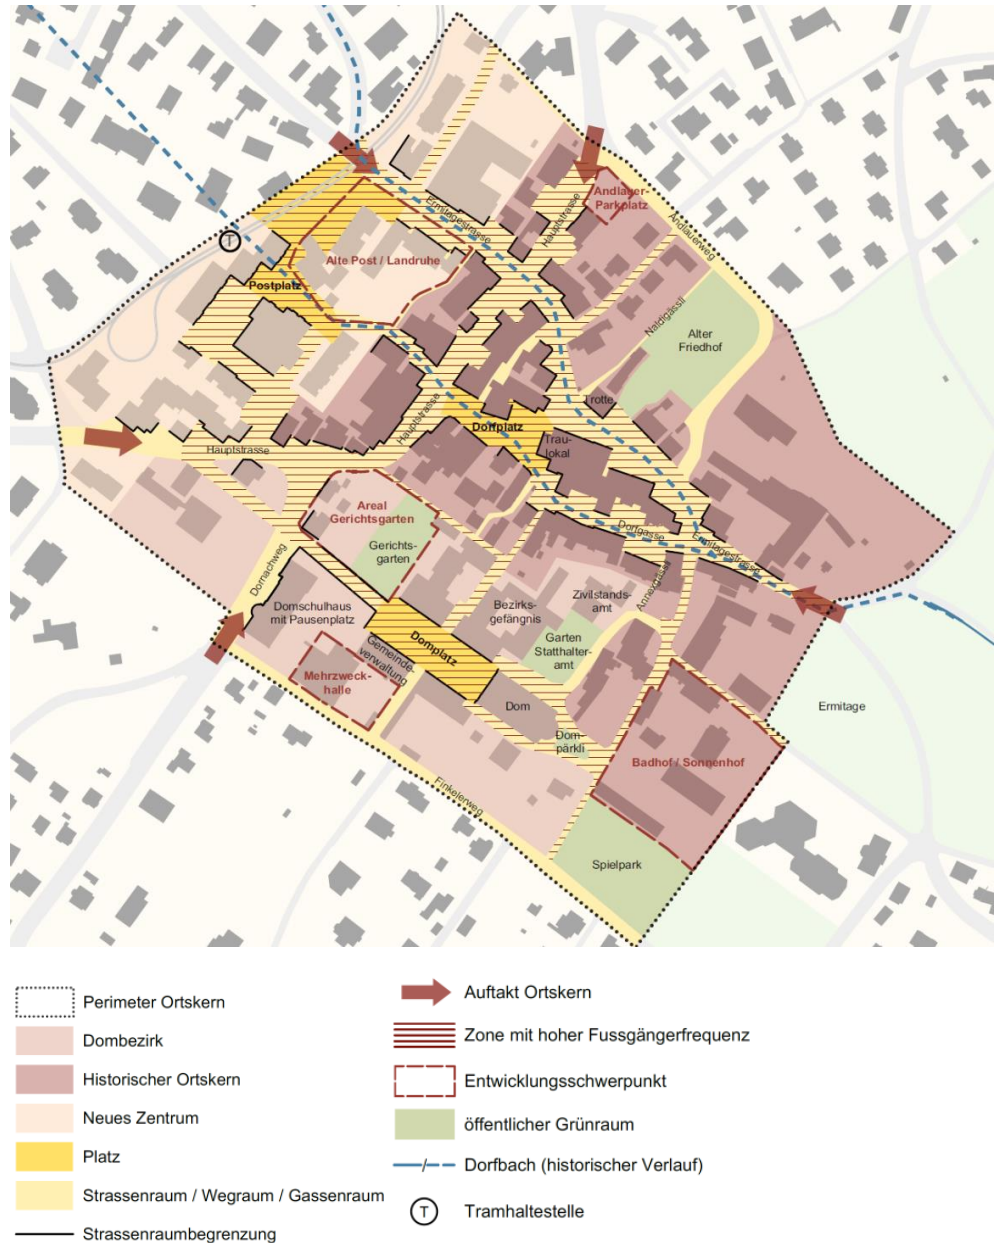 Andlauer-
Parkplatz
Hauptstrasse
Andlauerweg
Ermitagestrasse
Alte Post / Landruhe
T
Postplatz
Nadlgässli
Alter
Friedhof
Trotte
Hauptstrasse
Dorfplatz
Trau-
lokal
Hauptstrasse
Areal
Gerichtsgarten
Gerichts-
garten
Dorfgasse
Ermitagestrasse
Dornachweg
Annexgässli
Domschulhaus
mit Pausenplatz
Bezirks-
gefängnis
Zivilstands-
amt
Domplatz
Gemeinde-
verwaltung
Garten
Statthalter-
amt
Mehrzweck-
halle
Dom
Ermitage
Dom-
pärkli
Badhof / Sonnenhof
Finkelerweg
Spielpark
Perimeter Ortskern
Dombezirk
Historischer Ortskern
Neues Zentrum
Platz
Strassenraum / Wegraum / Gassenraum
Strassenraumbegrenzung
Auftakt Ortskern
Zone mit hoher Fussgängerfrequenz
Entwicklungsschwerpunkt
öffentlicher Grünraum
Dorfbach (historischer Verlauf)
T
Tramhaltestelle